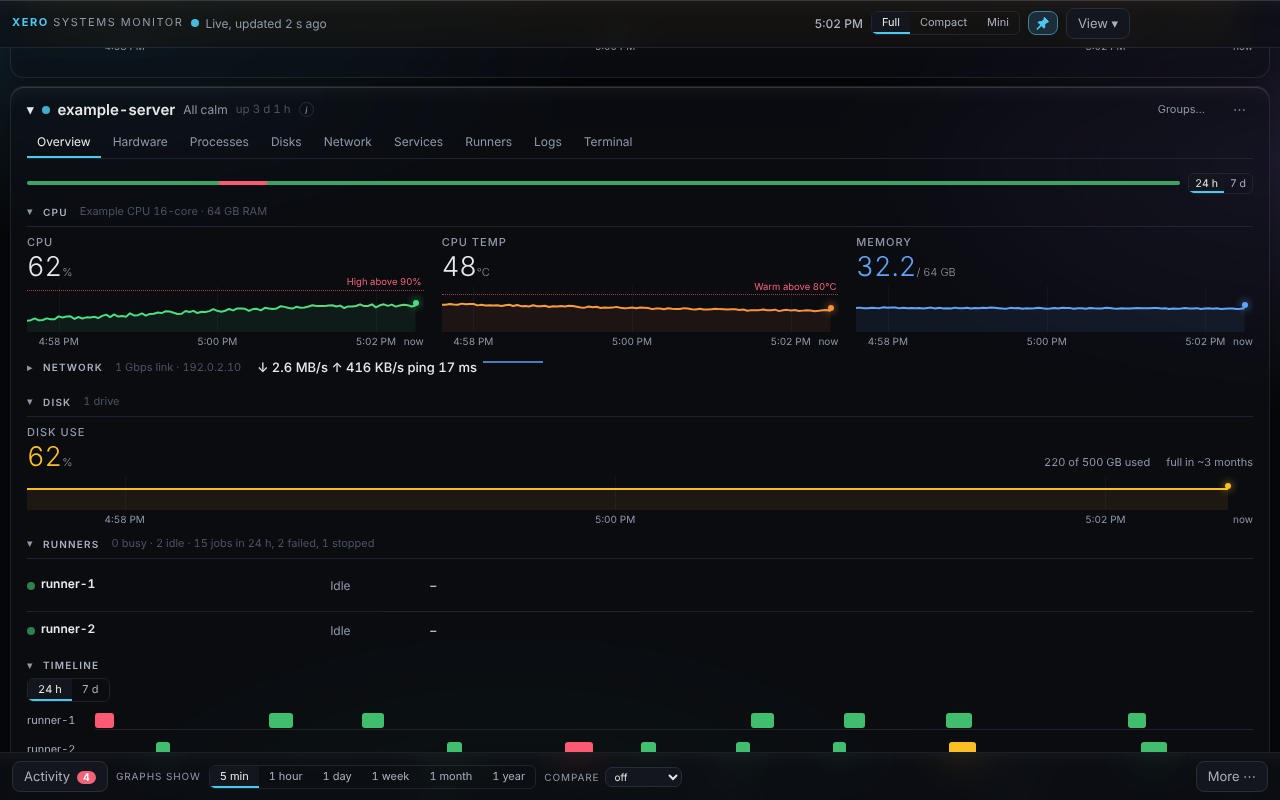 XERO SYSTEMS MONITOR Live, updated 2 s ago 5:02 PM Full Compact Mini View ▾
now
▾ example-server All calm up 3 d 1 h i Groups... ···
Overview Hardware Processes Disks Network Services Runners Logs Terminal
24 h 7 d
▾ CPU Example CPU 16-core · 64 GB RAM
CPU CPU TEMP MEMORY
62% 48°C 32.2/ 64 GB
High above 90% Warm above 80°C
4:58 PM 5:00 PM 5:02 PM now 4:58 PM 5:00 PM 5:02 PM now 4:58 PM 5:00 PM 5:02 PM now
▸ NETWORK 1 Gbps link · 192.0.2.10 ↓ 2.6 MB/s ↑ 416 KB/s ping 17 ms
▾ DISK 1 drive
DISK USE
62% 220 of 500 GB used full in ~3 months
4:58 PM 5:00 PM 5:02 PM now
▾ RUNNERS 0 busy · 2 idle · 15 jobs in 24 h, 2 failed, 1 stopped
runner-1 Idle –
runner-2 Idle –
▾ TIMELINE
24 h 7 d
runner-1
runner-2
Activity 4 GRAPHS SHOW 5 min 1 hour 1 day 1 week 1 month 1 year COMPARE off More ···